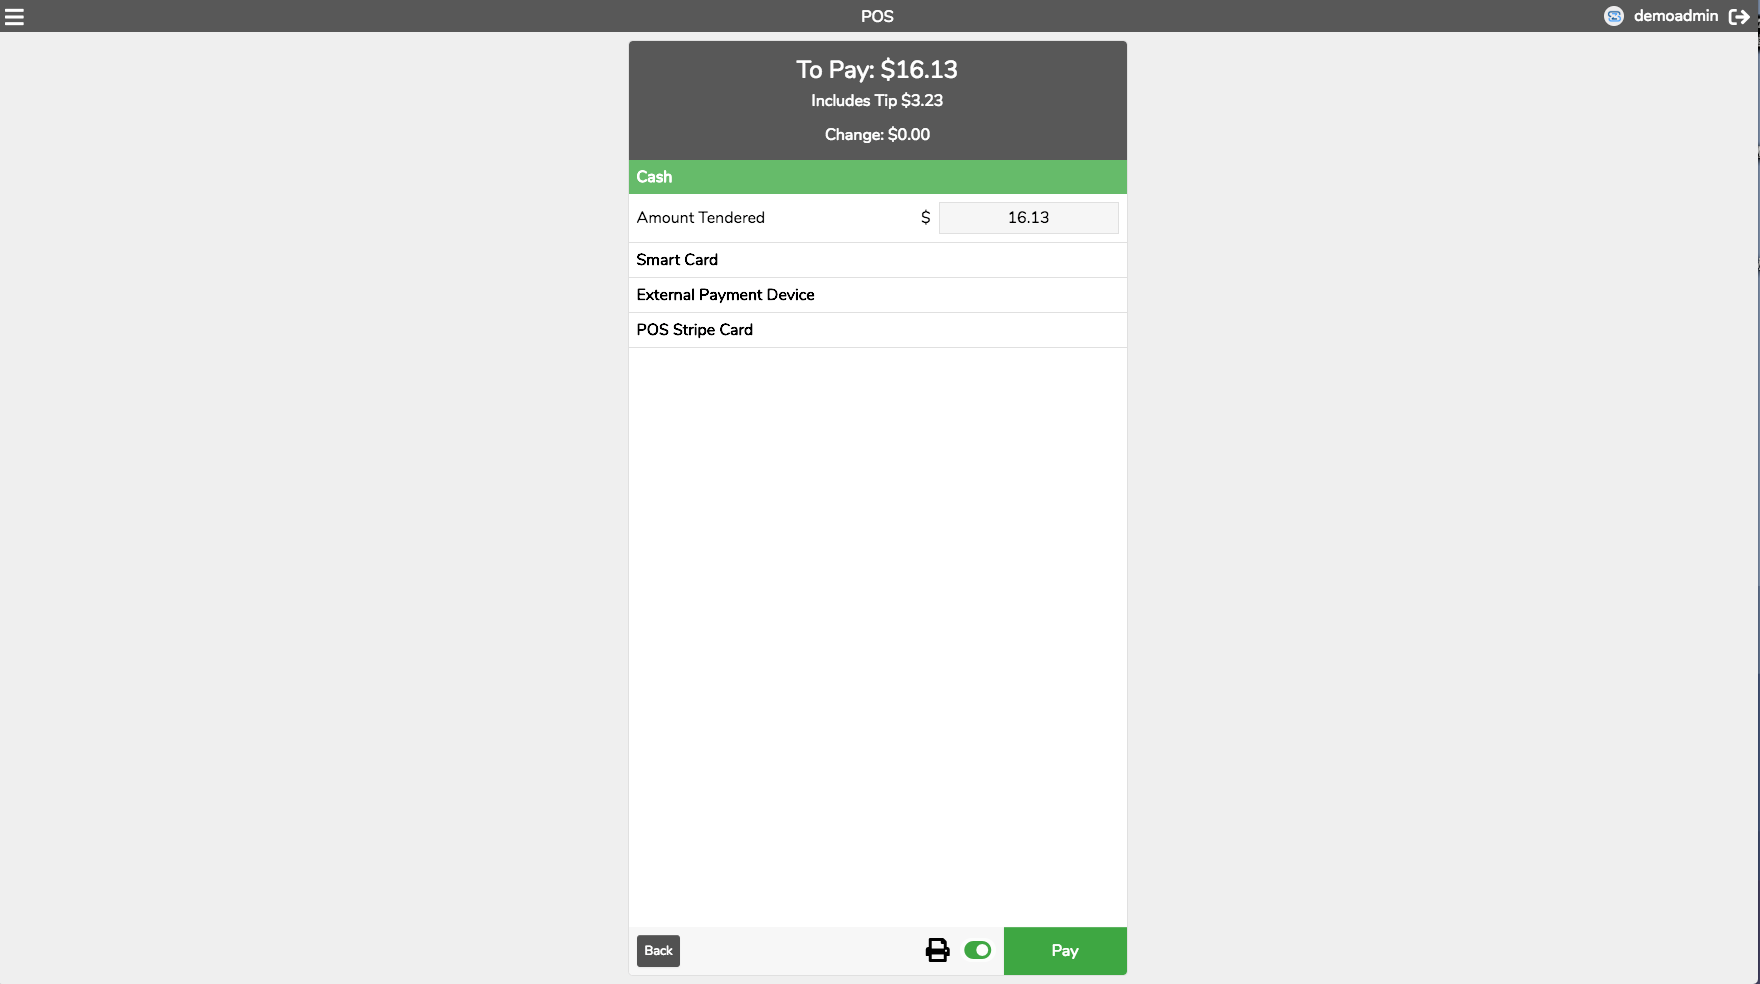 POS
demoadmin
To Pay: $16.13
Includes Tip $3.23
Change: $0.00
Cash
Amount Tendered $ 16.13
Smart Card
External Payment Device
POS Stripe Card
Back
Pay